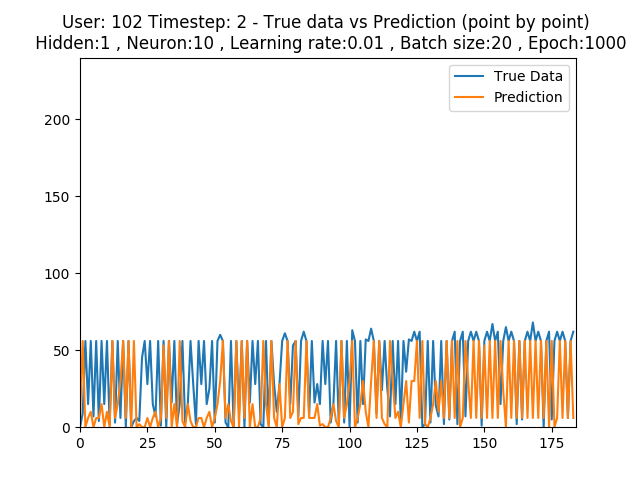 User: 102 Timestep: 2 - True data vs Prediction (point by point)
Hidden:1 , Neuron:10 , Learning rate:0.01 , Batch size:20 , Epoch:1000
True Data
Prediction
200
150
100
50
0
0 25 50 75 100 125 150 175